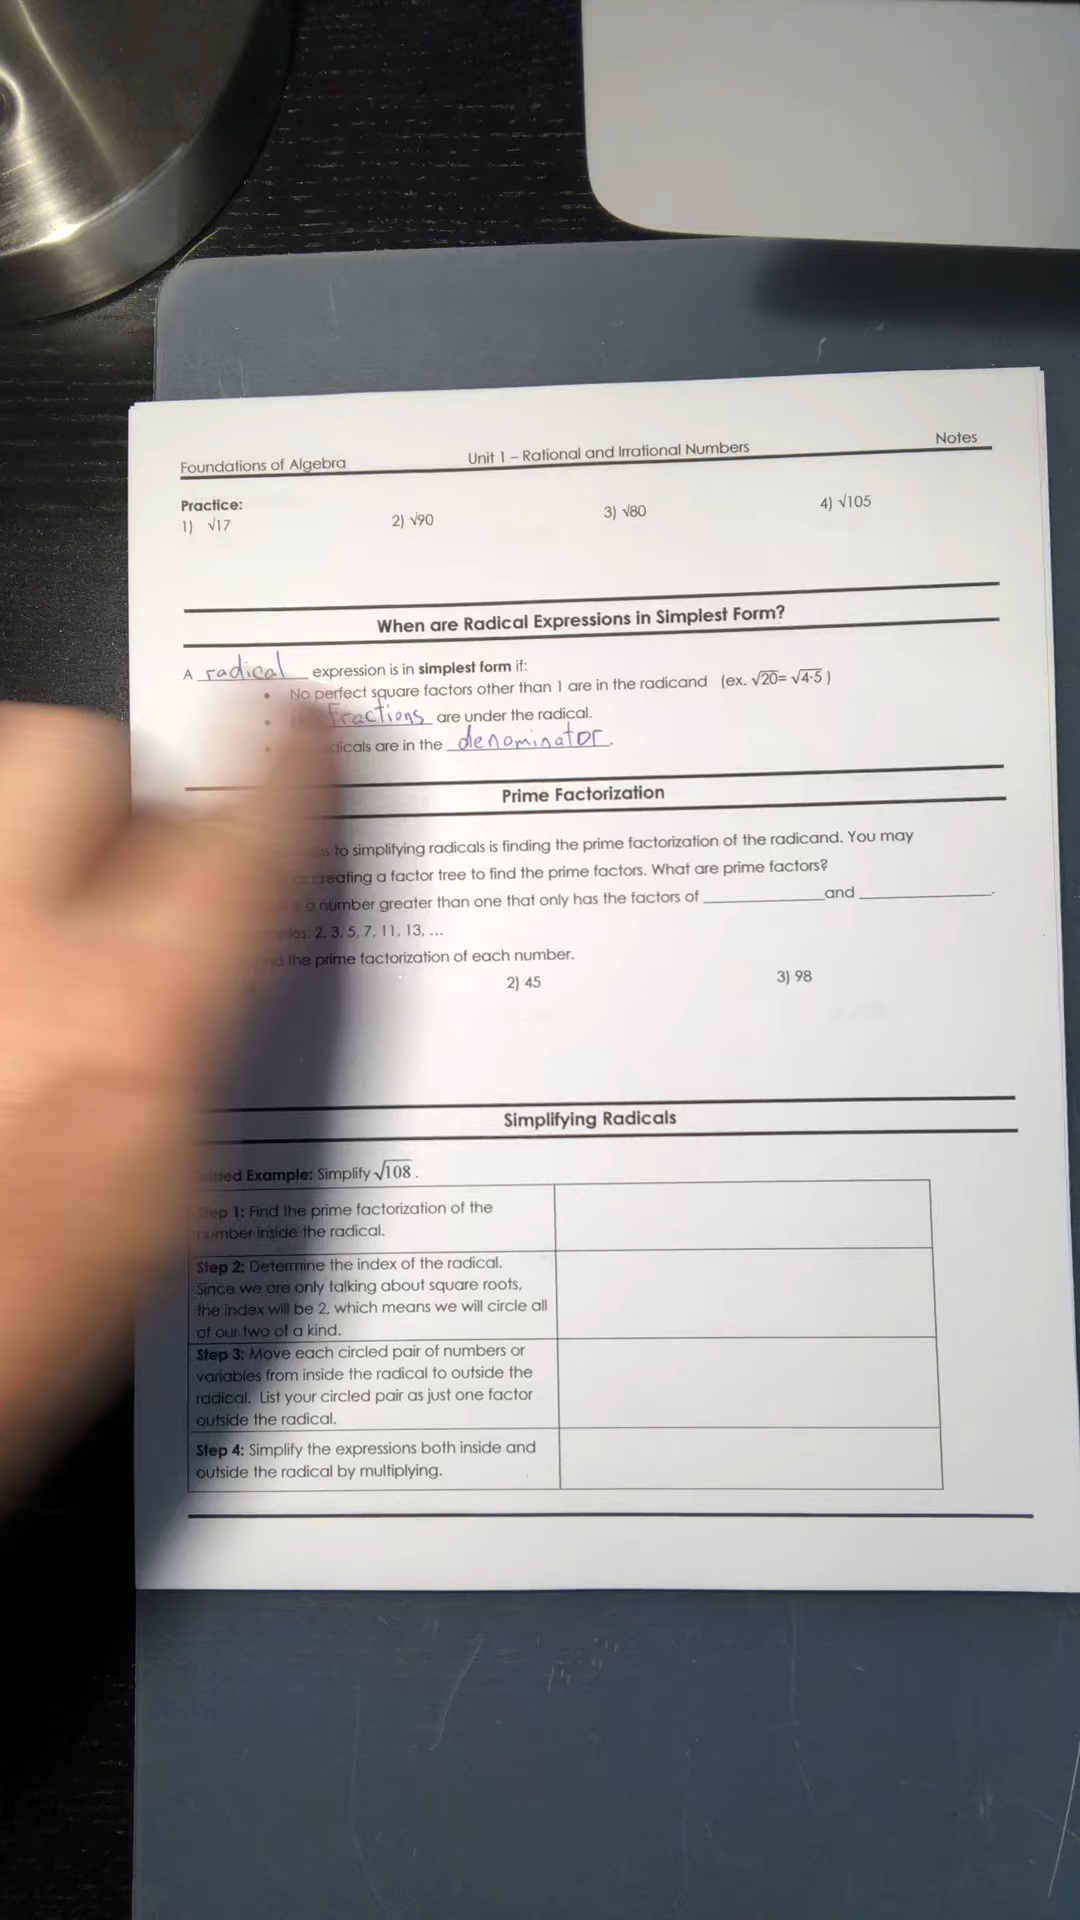 Foundations of Algebra Unit 1 – Rational and Irrational Numbers Notes
Practice:
1) √17 2) √90 3) √80 4) √105
When are Radical Expressions in Simplest Form?
A radical expression is in simplest form if:
• No perfect square factors other than 1 are in the radicand (ex. √20= √4·5 )
• fractions are under the radical.
• are in the denominator.
Prime Factorization
to simplifying radicals is finding the prime factorization of the radicand. You may
creating a factor tree to find the prime factors. What are prime factors?
a number greater than one that only has the factors of ____________and ____________.
2, 3, 5, 7, 11, 13, …
the prime factorization of each number.
2) 45 3) 98
Simplifying Radicals
Example: Simplify √108 .
Step 1: Find the prime factorization of the
number inside the radical.
Step 2: Determine the index of the radical.
Since we are only talking about square roots,
the index will be 2, which means we will circle all
of our two of a kind.
Step 3: Move each circled pair of numbers or
variables from inside the radical to outside the
radical. List your circled pair as just one factor
outside the radical.
Step 4: Simplify the expressions both inside and
outside the radical by multiplying.